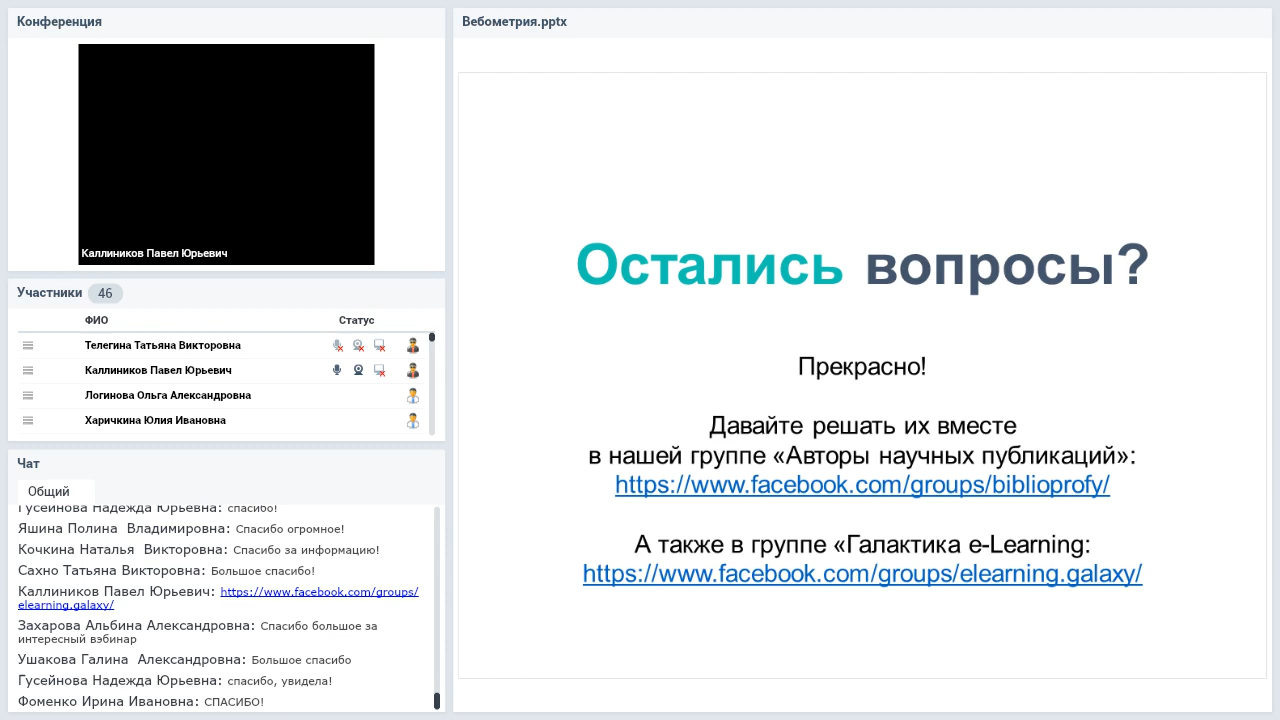 Конференция
Каллиников Павел Юрьевич
Участники 46
ФИО Статус
Телегина Татьяна Викторовна
Каллиников Павел Юрьевич
Логинова Ольга Александровна
Харичкина Юлия Ивановна
Чат
Общий
Гусейнова Надежда Юрьевна: спасибо!
Яшина Полина Владимировна: Спасибо огромное!
Кочкина Наталья Викторовна: Спасибо за информацию!
Сахно Татьяна Викторовна: Большое спасибо!
Каллиников Павел Юрьевич: https://www.facebook.com/groups/
elearning.galaxy/
Захарова Альбина Александровна: Спасибо большое за
интересный вэбинар
Ушакова Галина Александровна: Большое спасибо
Гусейнова Надежда Юрьевна: спасибо, увидела!
Фоменко Ирина Ивановна: СПАСИБО!
Вебометрия.pptx
Остались вопросы?
Прекрасно!
Давайте решать их вместе
в нашей группе «Авторы научных публикаций»:
https://www.facebook.com/groups/biblioprofy/
А также в группе «Галактика e-Learning:
https://www.facebook.com/groups/elearning.galaxy/